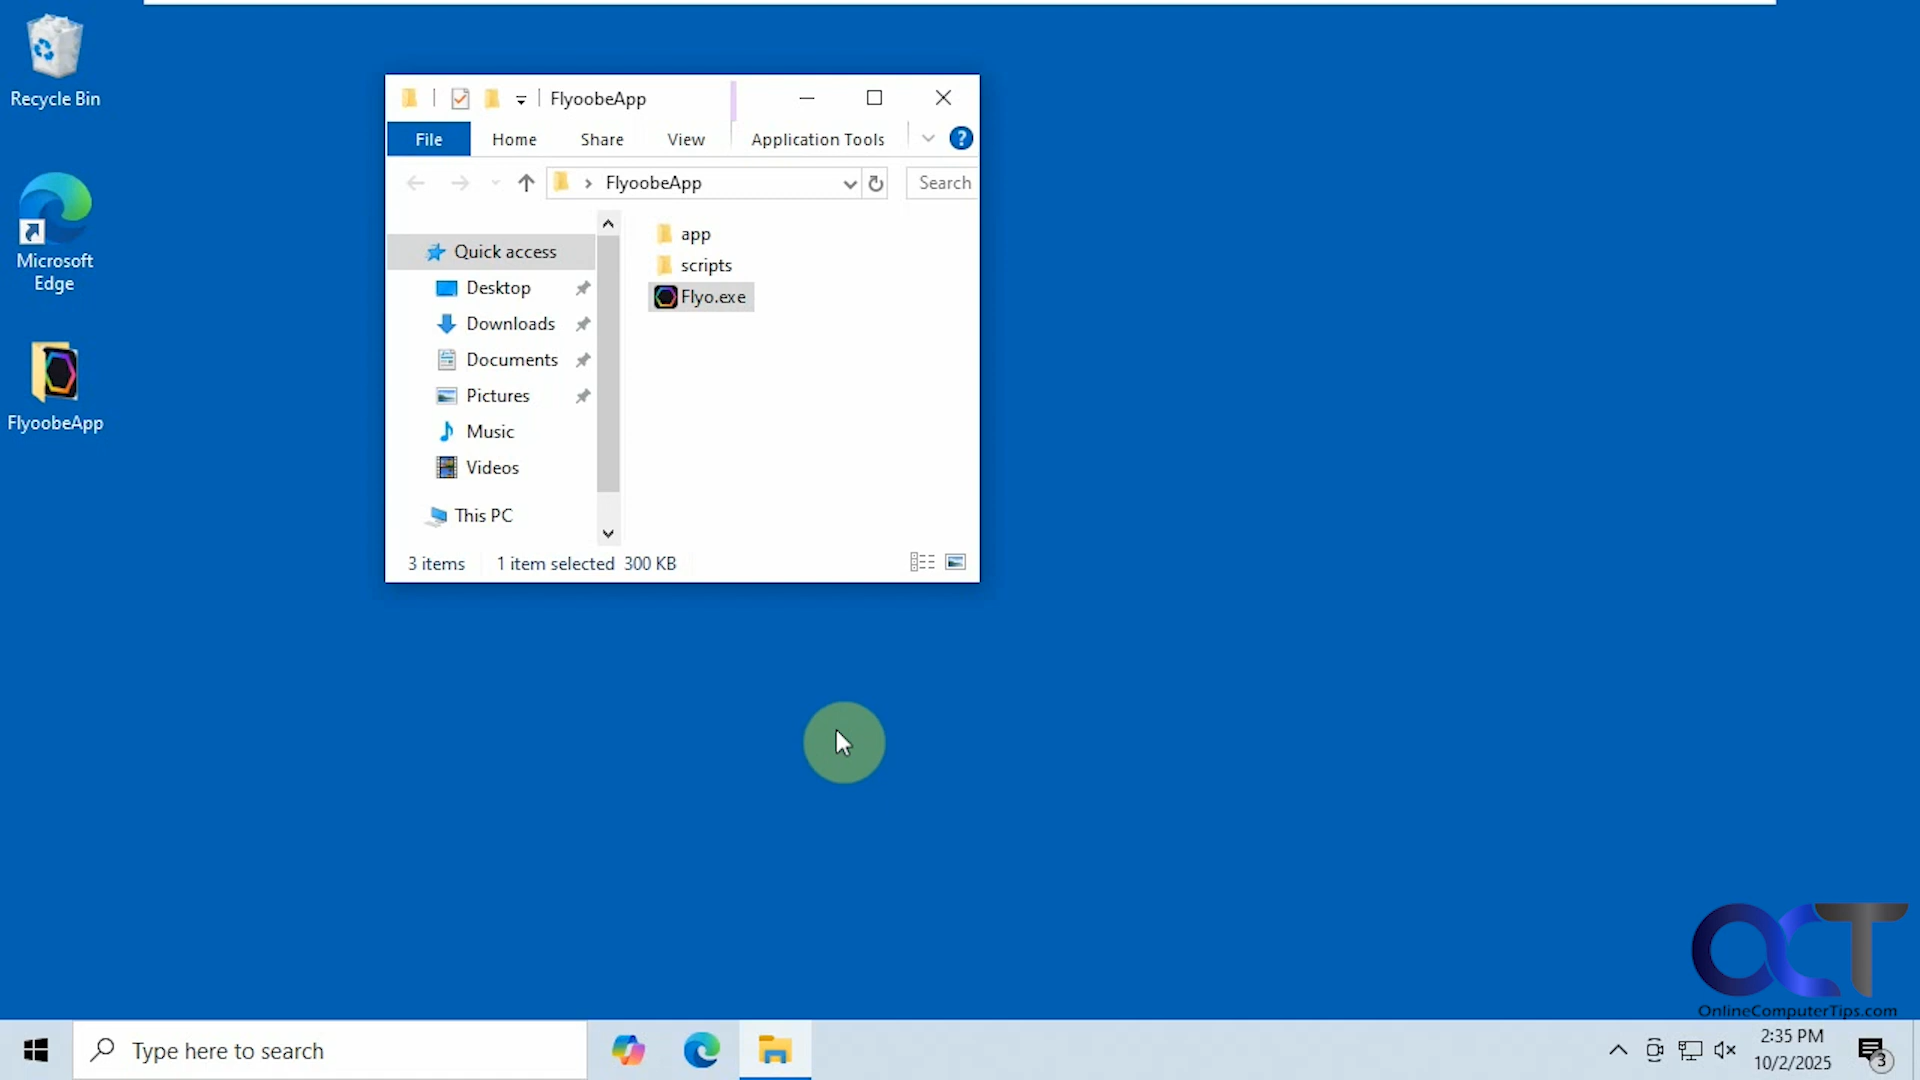 Recycle Bin
Microsoft
Edge
FlyoobeApp
FlyoobeApp
File Home Share View Application Tools ?
FlyoobeApp Search
Quick access
Desktop
Downloads
Documents
Pictures
Music
Videos
This PC
app
scripts
Flyo.exe
3 items 1 item selected 300 KB
OCT
OnlineComputerTips.com
Type here to search
2:35 PM
10/2/2025
3